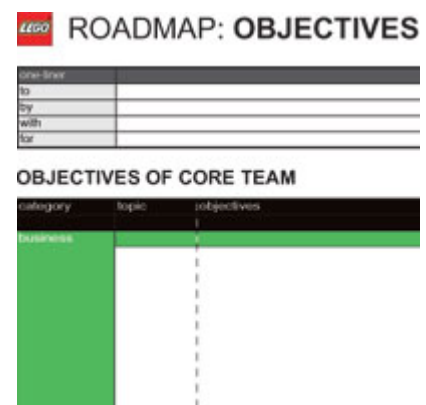 LEGO ROADMAP: OBJECTIVES
one-liner
to
by
with
for
OBJECTIVES OF CORE TEAM
category topic objectives
business